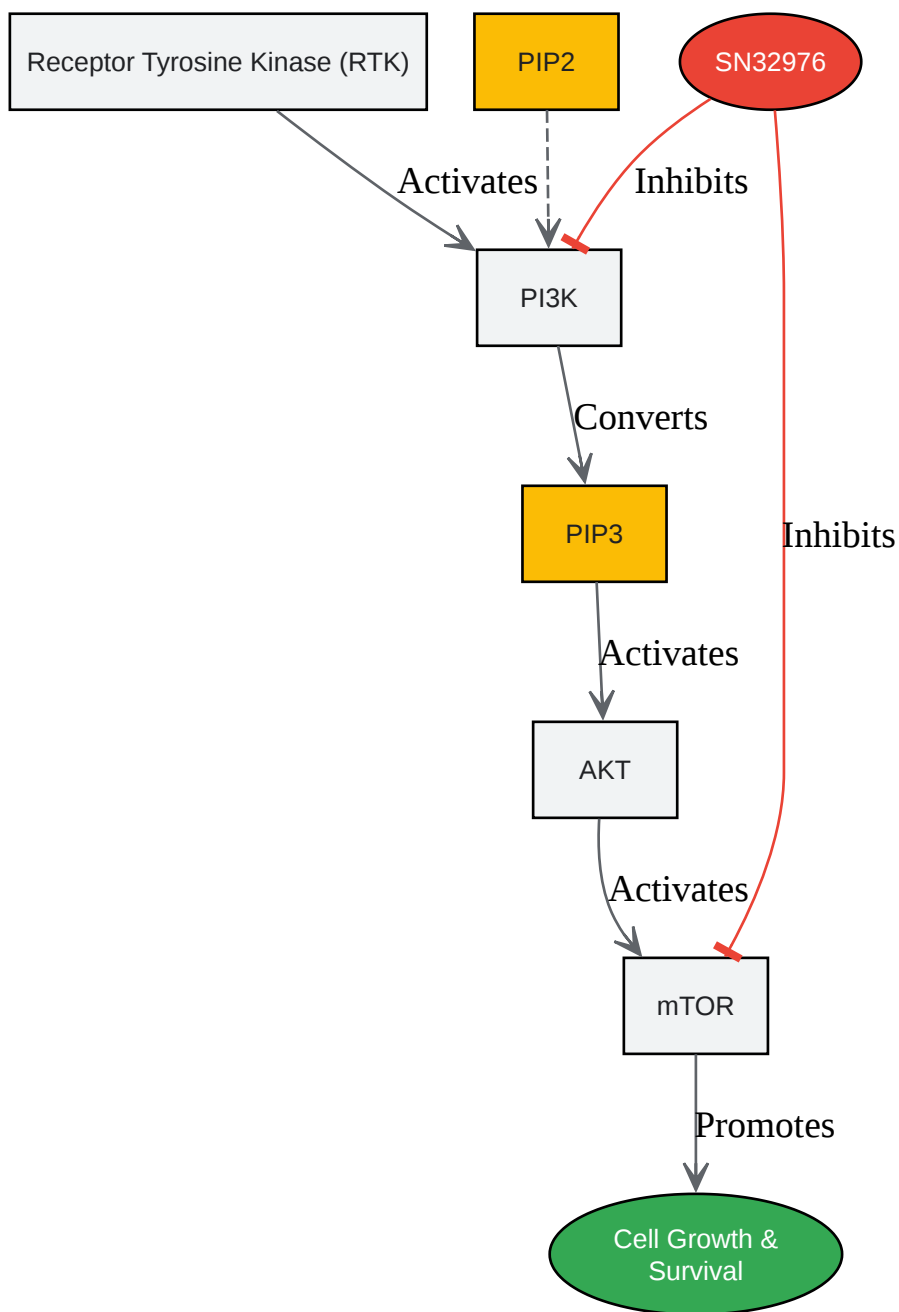 Receptor Tyrosine Kinase (RTK)
PIP2
SN32976
Activates
Inhibits
PI3K
Converts
PIP3
Inhibits
Activates
AKT
Activates
mTOR
Promotes
Cell Growth &
Survival